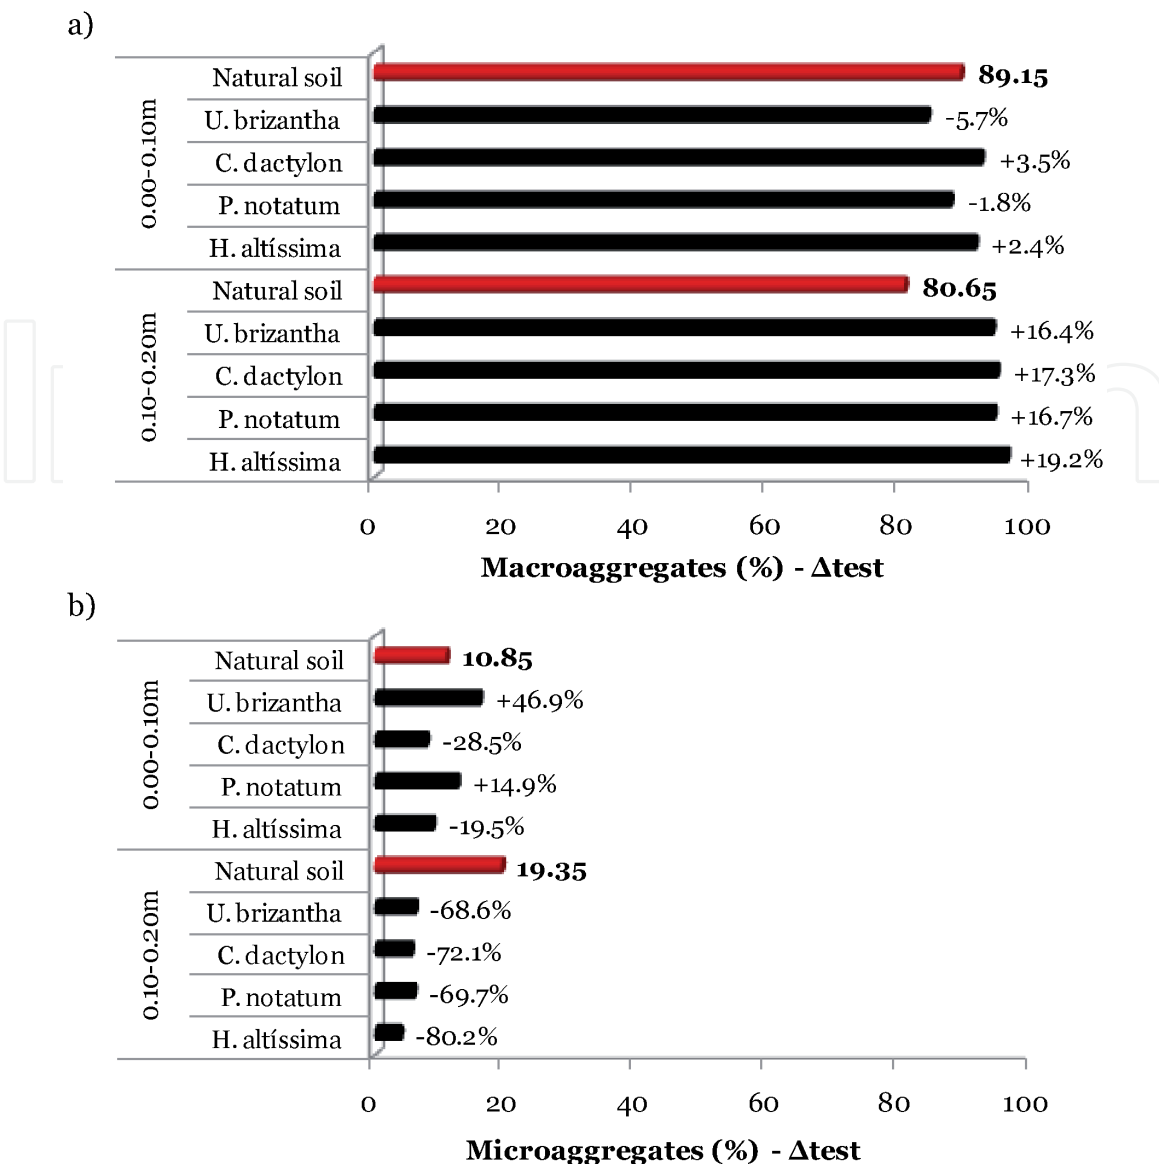 a)
0.00-0.10m
Natural soil 89.15
U. brizantha -5.7%
C. dactylon +3.5%
P. notatum -1.8%
H. altíssima +2.4%
0.10-0.20m
Natural soil 80.65
U. brizantha +16.4%
C. dactylon +17.3%
P. notatum +16.7%
H. altíssima +19.2%
0 20 40 60 80 100
Macroaggregates (%) - Δtest
b)
0.00-0.10m
Natural soil 10.85
U. brizantha +46.9%
C. dactylon -28.5%
P. notatum +14.9%
H. altíssima -19.5%
0.10-0.20m
Natural soil 19.35
U. brizantha -68.6%
C. dactylon -72.1%
P. notatum -69.7%
H. altíssima -80.2%
0 20 40 60 80 100
Microaggregates (%) - Δtest